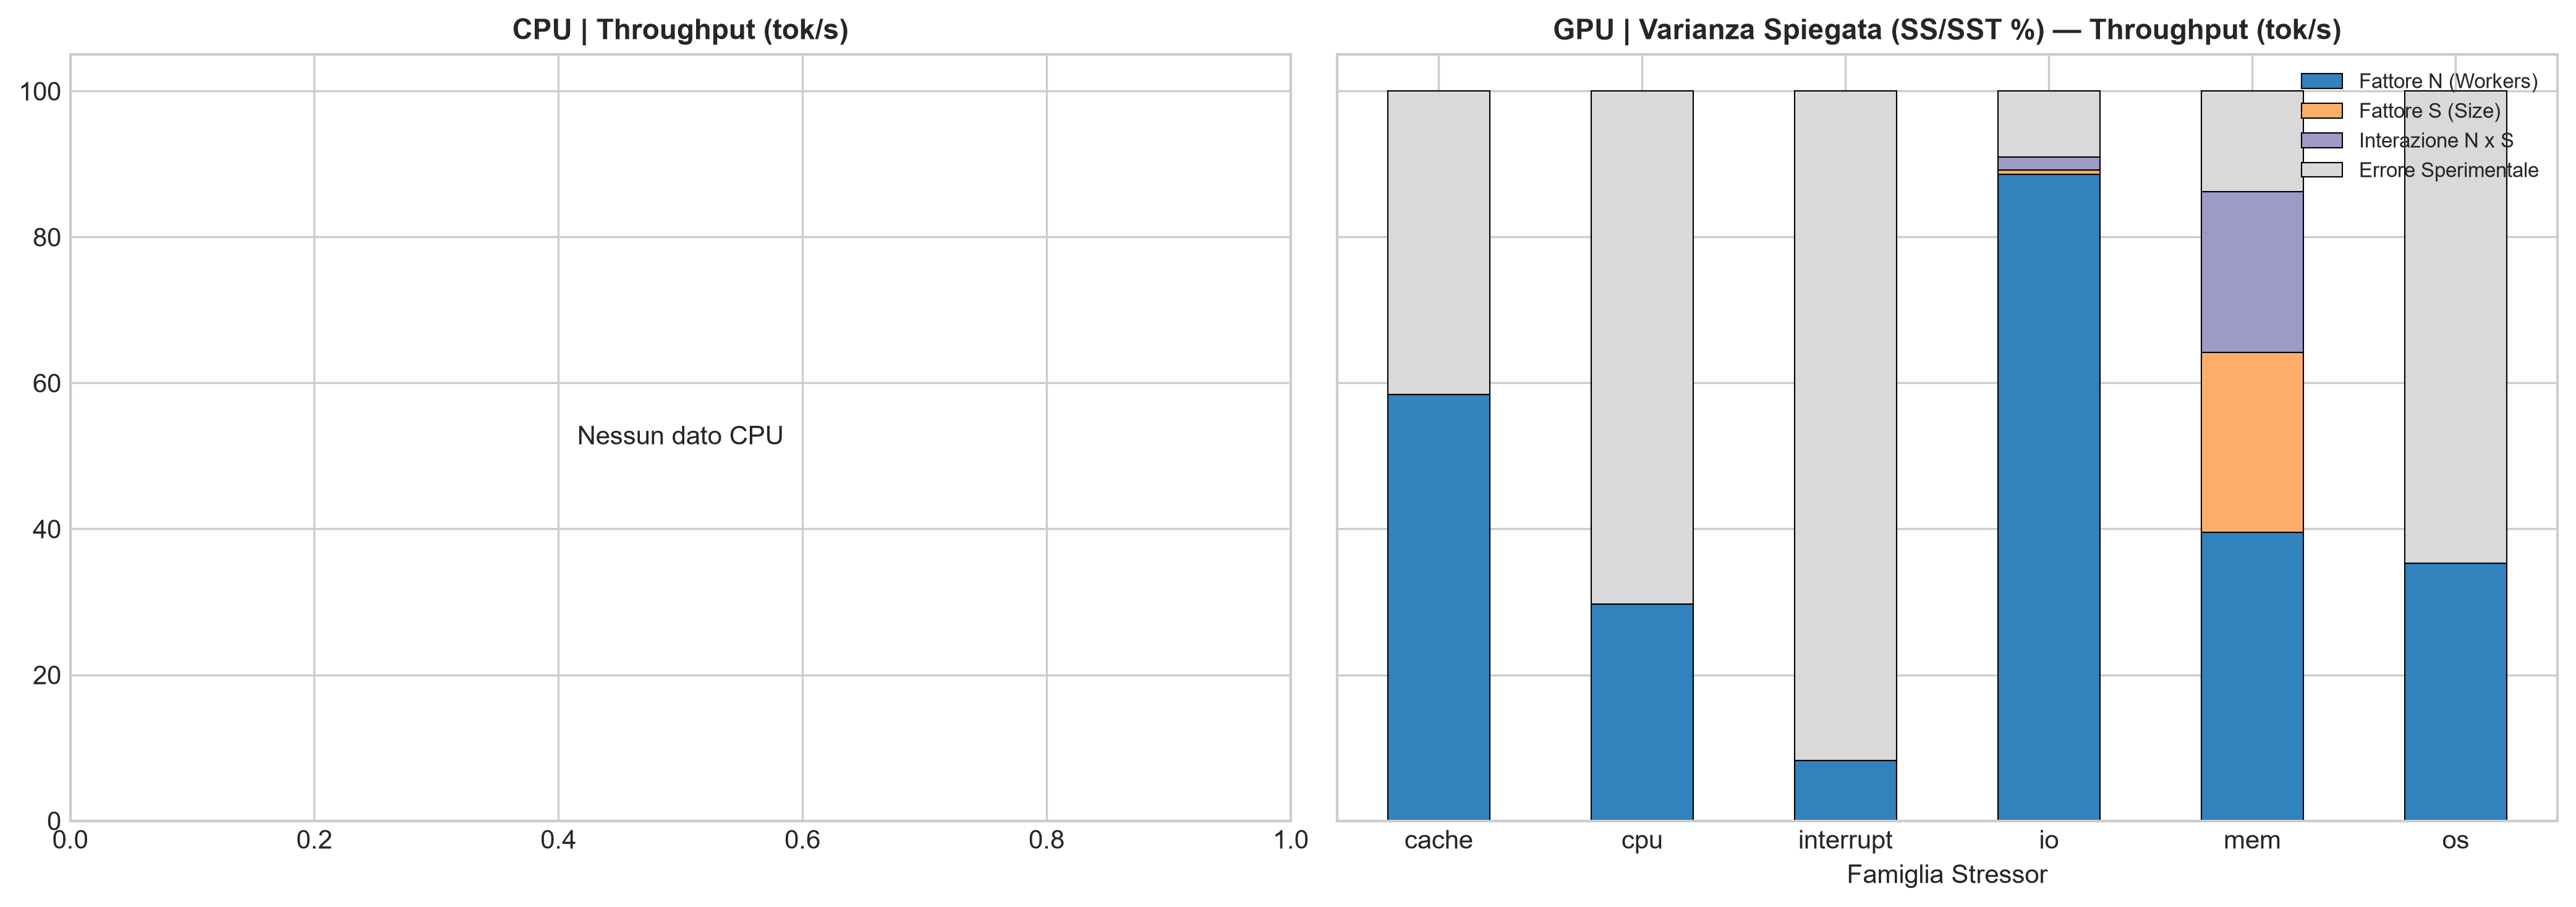 CPU | Throughput (tok/s)
100
80
60
40
20
0
Nessun dato CPU
0.0 0.2 0.4 0.6 0.8 1.0
GPU | Varianza Spiegata (SS/SST %) — Throughput (tok/s)
Fattore N (Workers)
Fattore S (Size)
Interazione N x S
Errore Sperimentale
cache cpu interrupt io mem os
Famiglia Stressor